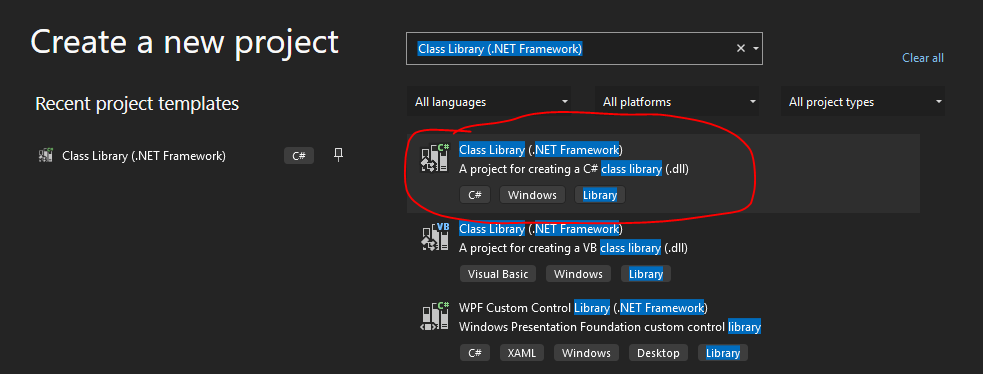 Create a new project
Class Library (.NET Framework)
Clear all
Recent project templates
All languages
All platforms
All project types
Class Library (.NET Framework)
C#
C#
Class Library (.NET Framework)
A project for creating a C# class library (.dll)
C#
Windows
Library
VB
Class Library (.NET Framework)
A project for creating a VB class library (.dll)
Visual Basic
Windows
Library
C#
WPF Custom Control Library (.NET Framework)
Windows Presentation Foundation custom control library
C#
XAML
Windows
Desktop
Library